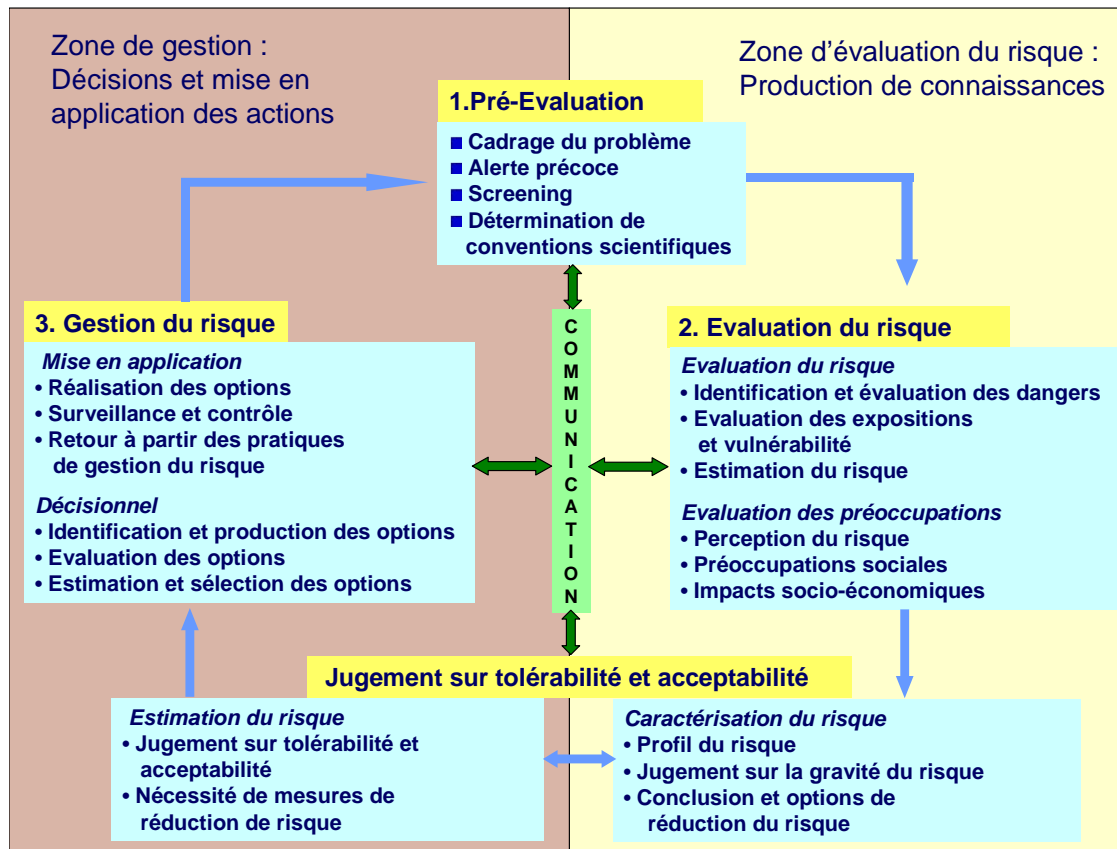 Zone de gestion :
Décisions et mise en
application des actions
Zone d'évaluation du risque :
Production de connaissances
1.Pré-Evaluation
■ Cadrage du problème
■ Alerte précoce
■ Screening
■ Détermination de
conventions scientifiques
3. Gestion du risque
Mise en application
• Réalisation des options
• Surveillance et contrôle
• Retour à partir des pratiques
de gestion du risque
Décisionnel
• Identification et production des options
• Evaluation des options
• Estimation et sélection des options
COMMUNICATION
2. Evaluation du risque
Evaluation du risque
• Identification et évaluation des dangers
• Evaluation des expositions
et vulnérabilité
• Estimation du risque
Evaluation des préoccupations
• Perception du risque
• Préoccupations sociales
• Impacts socio-économiques
Jugement sur tolérabilité et acceptabilité
Estimation du risque
• Jugement sur tolérabilité et
acceptabilité
• Nécessité de mesures de
réduction de risque
Caractérisation du risque
• Profil du risque
• Jugement sur la gravité du risque
• Conclusion et options de
réduction du risque